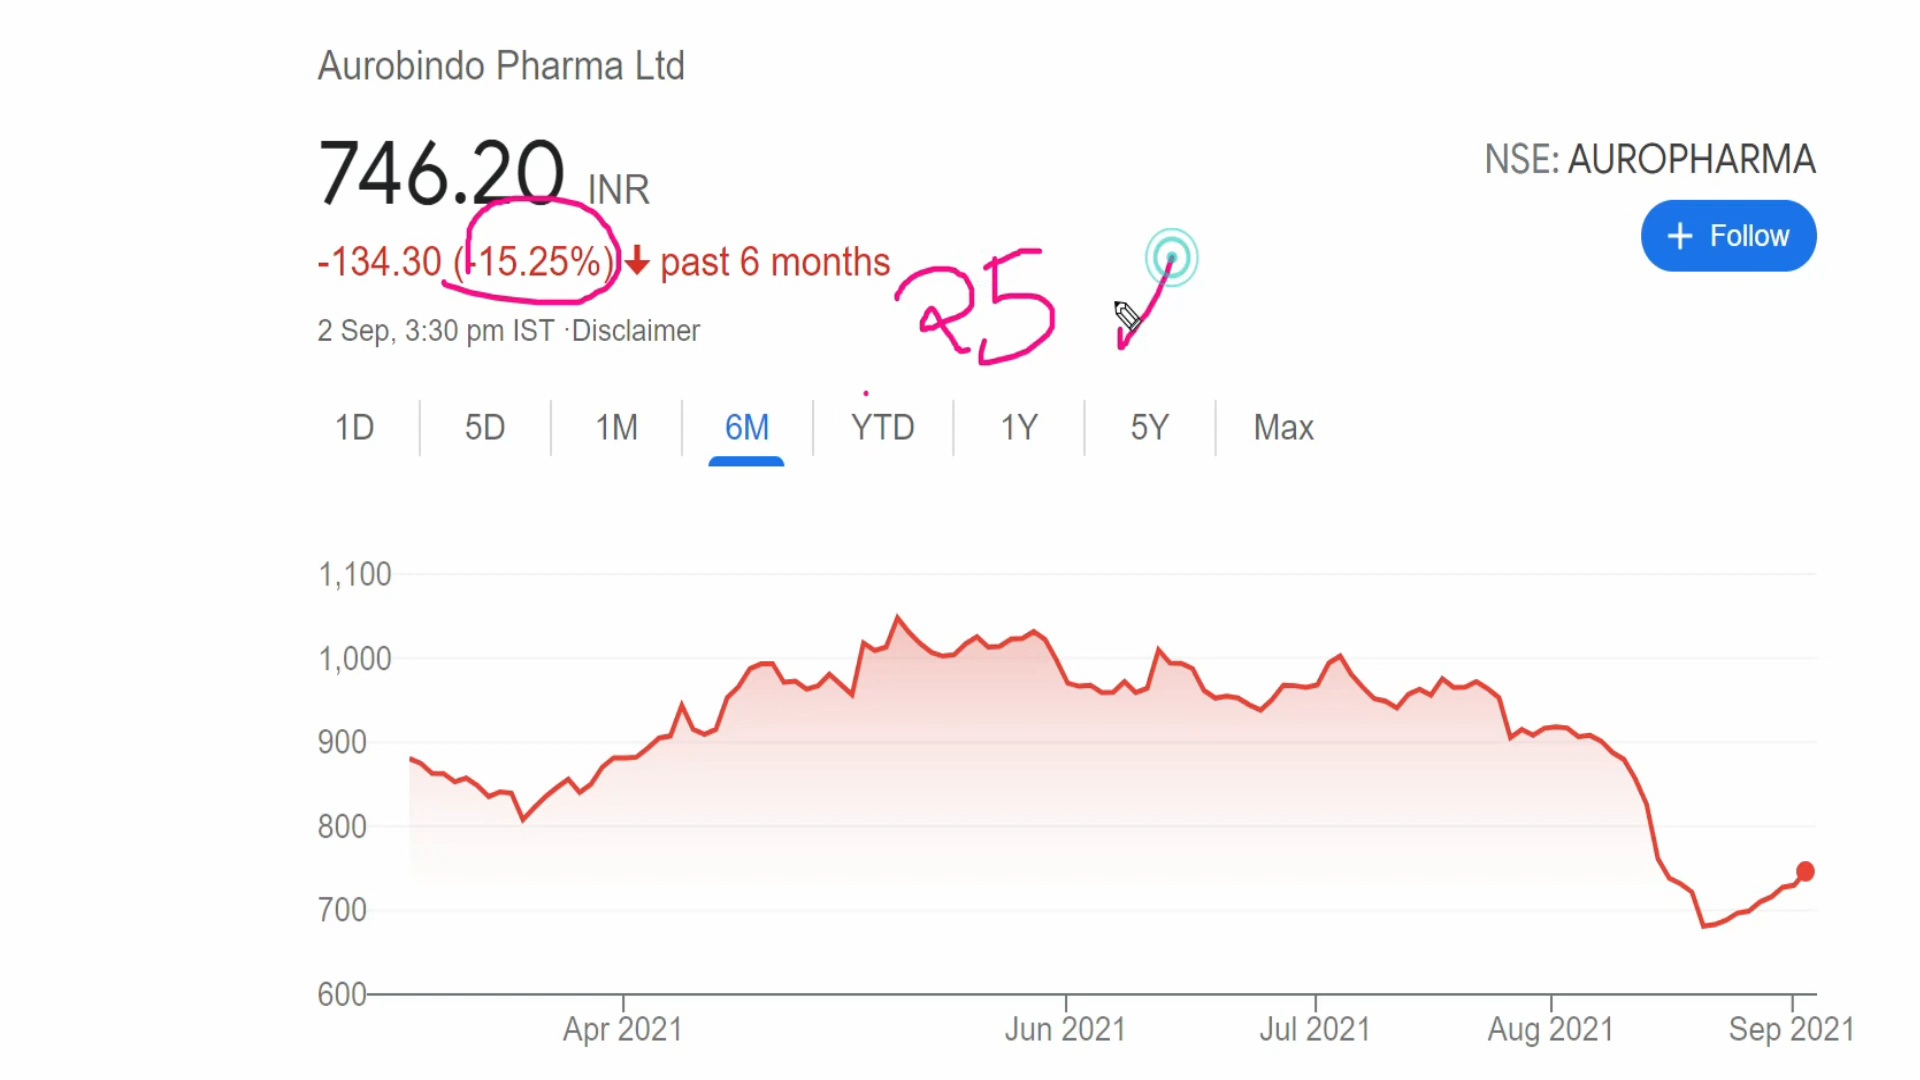 Aurobindo Pharma Ltd
746.20 INR
NSE: AUROPHARMA
+ Follow
-134.30 (-15.25%) ↓ past 6 months
25
2 Sep, 3:30 pm IST ·Disclaimer
1D 5D 1M 6M YTD 1Y 5Y Max
1,100
1,000
900
800
700
600
Apr 2021 Jun 2021 Jul 2021 Aug 2021 Sep 2021